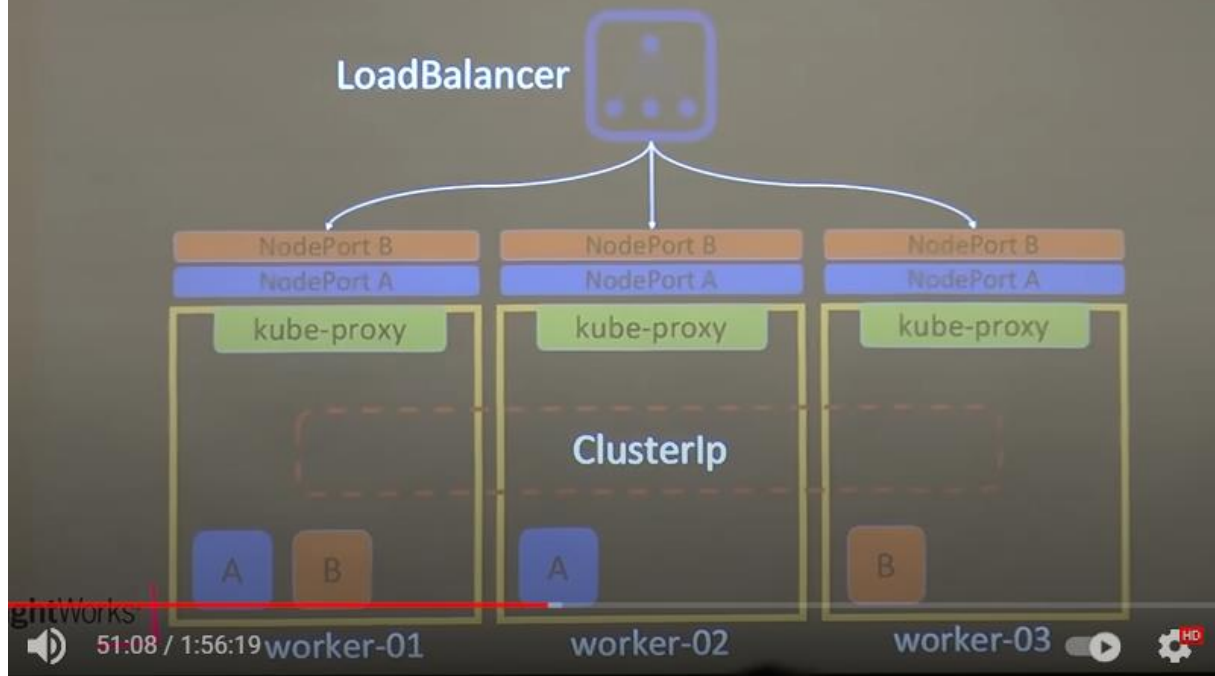 LoadBalancer
NodePort B NodePort B NodePort B
NodePort A NodePort A NodePort A
kube-proxy kube-proxy kube-proxy
ClusterIp
A B A B
ghtWorks
51:08 / 1:56:19 worker-01 worker-02 worker-03
HD